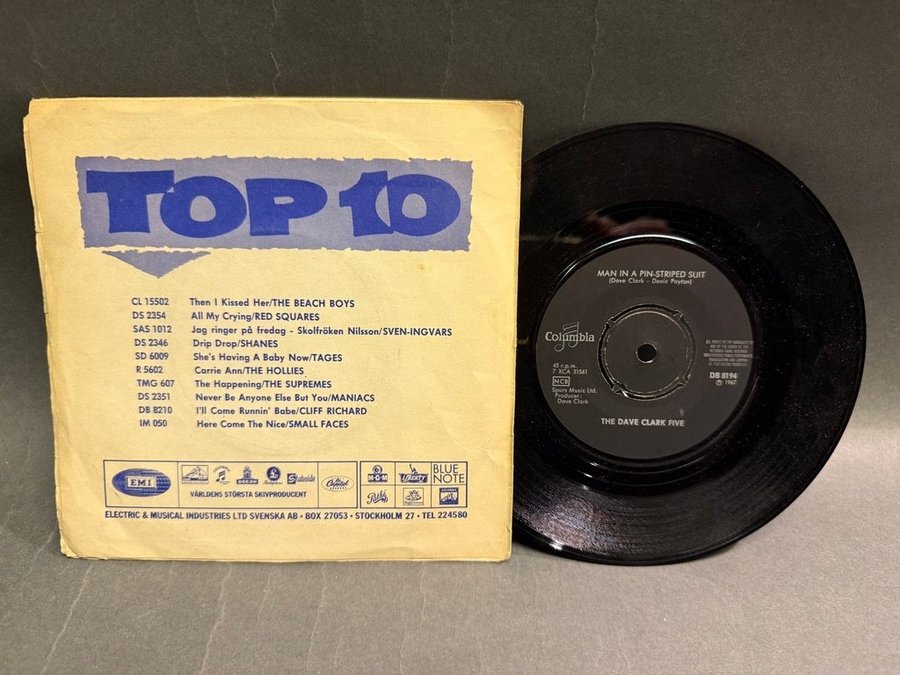 TOP 10
CL 15502 Then I Kissed Her/THE BEACH BOYS
DS 2354 All My Crying/RED SQUARES
SAS 1012 Jag ringer på fredag - Skolfröken Nilsson/SVEN-INGVARS
DS 2346 Drip Drop/SHANES
SD 6009 She's Having A Baby Now/TAGES
R 5602 Carrie Ann/THE HOLLIES
TMG 607 The Happening/THE SUPREMES
DS 2351 Never Be Anyone Else But You/MANIACS
DB 8210 I'll Come Runnin' Babe/CLIFF RICHARD
IM 050 Here Come The Nice/SMALL FACES
EMI
ODEON
Capitol
MGM
LIBERTY
BLUE NOTE
Pathé
VÄRLDENS STÖRSTA SKIVPRODUCENT
ELECTRIC & MUSICAL INDUSTRIES LTD SVENSKA AB • BOX 27053 • STOCKHOLM 27 • TEL 224580
MAN IN A PIN-STRIPED SUIT
(Dave Clark - Denis Payton)
Columbia
45 r.p.m.
7 XCA 31561
NCB
Spurs Music Ltd.
Producer:
Dave Clark
DB 8194
℗ 1967
THE DAVE CLARK FIVE